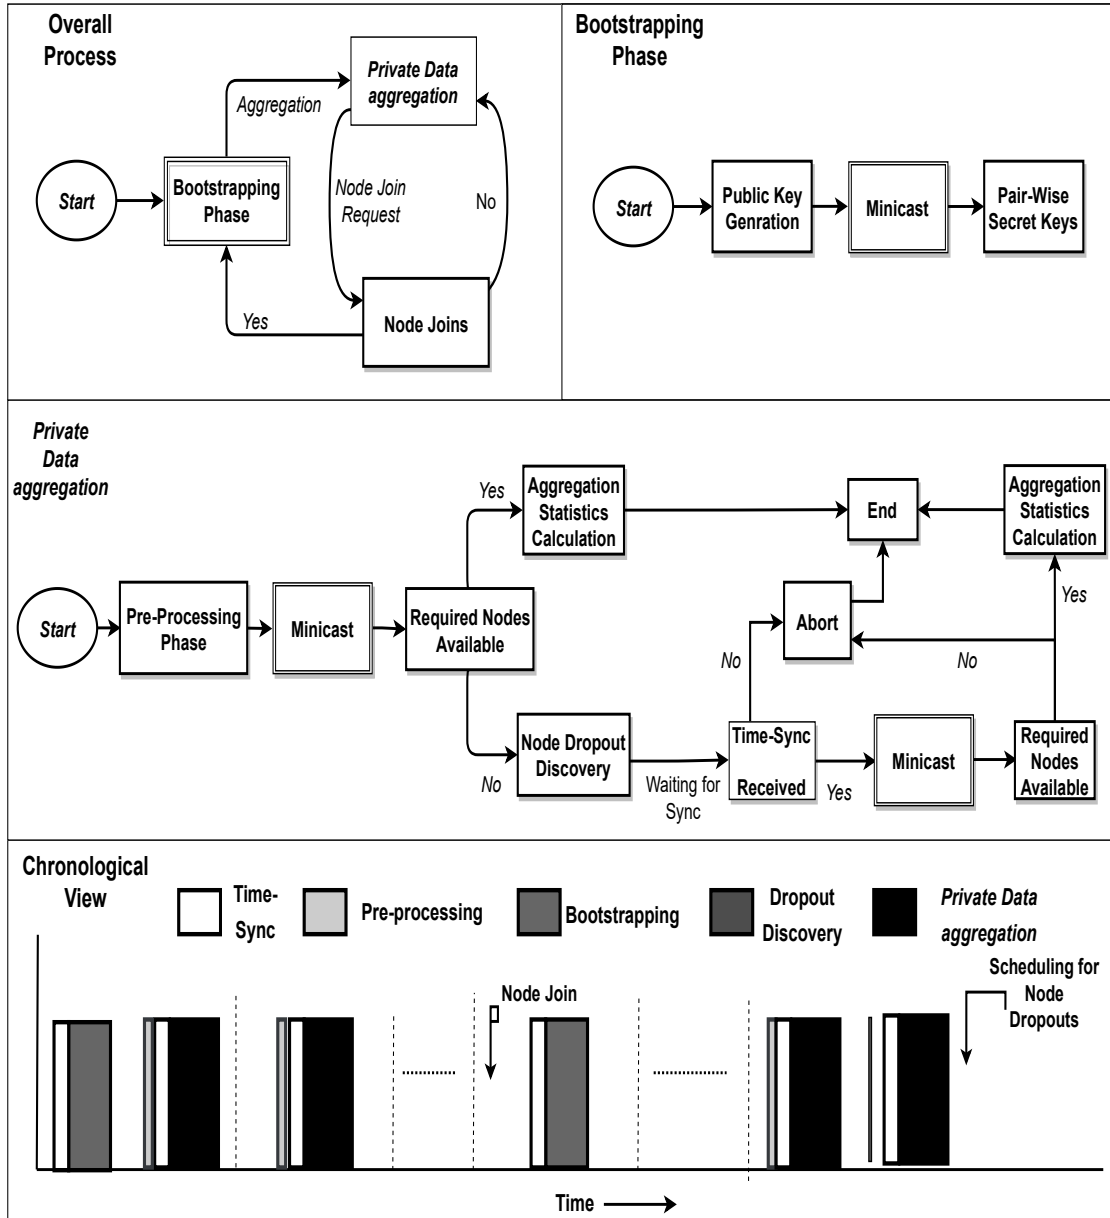 Overall
Process
Private Data
aggregation
Aggregation
Start
Bootstrapping
Phase
Node Join
Request
No
Yes
Node Joins
Bootstrapping
Phase
Start
Public Key
Genration
Minicast
Pair-Wise
Secret Keys
Private
Data
aggregation
Start
Pre-Processing
Phase
Minicast
Required Nodes
Available
Yes
Aggregation
Statistics
Calculation
End
Aggregation
Statistics
Calculation
Abort
Yes
No
No
No
Node Dropout
Discovery
Waiting for
Sync
Time-Sync
Received
Yes
Minicast
Required
Nodes
Available
Chronological
View
Time-
Sync
Pre-processing
Bootstrapping
Dropout
Discovery
Private Data
aggregation
Node Join
Scheduling for
Node
Dropouts
Time